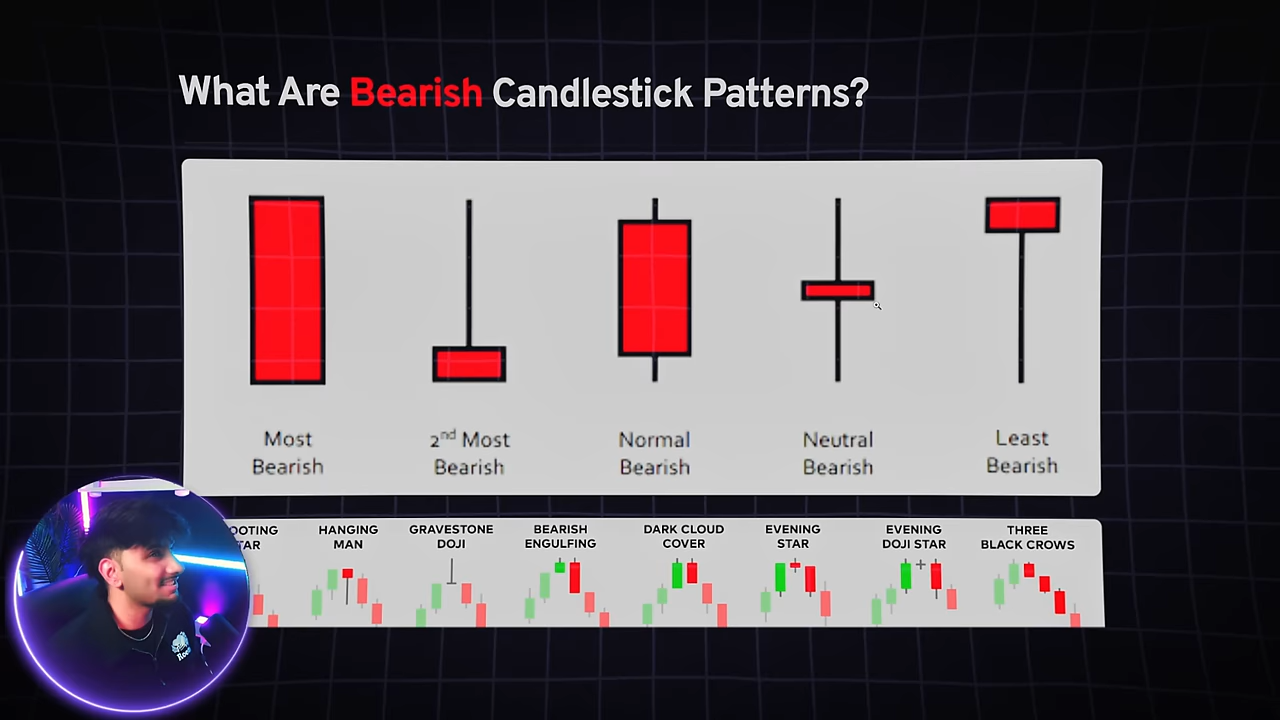 What Are Bearish Candlestick Patterns?
Most
Bearish
2nd Most
Bearish
Normal
Bearish
Neutral
Bearish
Least
Bearish
HANGING
MAN
GRAVESTONE
DOJI
BEARISH
ENGULFING
DARK CLOUD
COVER
EVENING
STAR
EVENING
DOJI STAR
THREE
BLACK CROWS